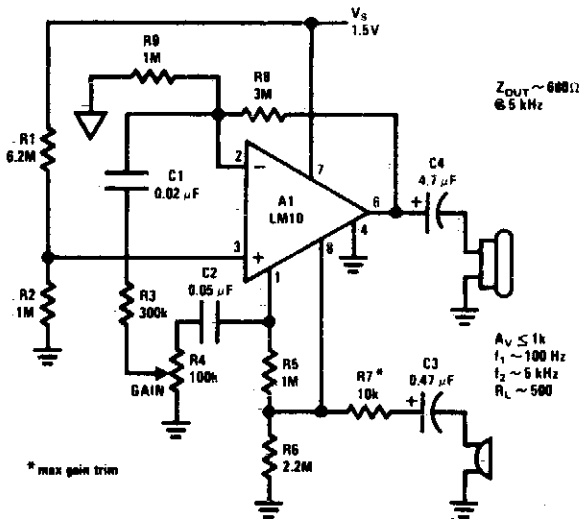 VS
1.5V
R9
1M
R8
3M
ZOUT ~ 680Ω
@ 5 kHz
R1
6.2M
C1
0.02 µF
2
−
7
A1
LM10
6
4
8
3
+
1
C4
+
4.7 µF
R2
1M
R3
300k
C2
0.05 µF
R4
100k
GAIN
R5
1M
R7*
10k
C3
+
0.47 µF
AV ≤ 1k
f1 ~ 100 Hz
f2 ~ 5 kHz
RL ~ 500
R6
2.2M
* max gain trim